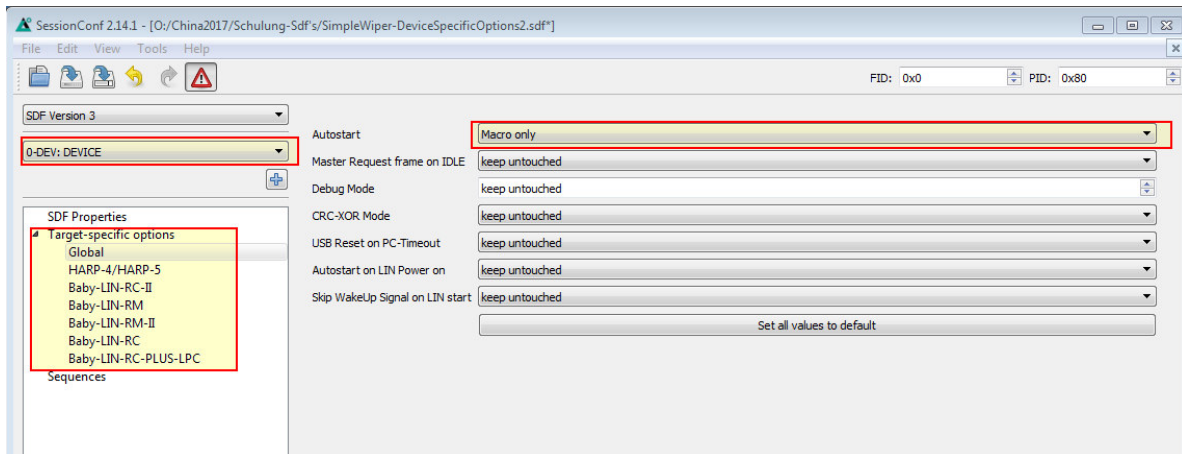 SessionConf 2.14.1 - [O:/China2017/Schulung-Sdf's/SimpleWiper-DeviceSpecificOptions2.sdf*]
File Edit View Tools Help
FID: 0x0 PID: 0x80
SDF Version 3
0-DEV: DEVICE
SDF Properties
Target-specific options
Global
HARP-4/HARP-5
Baby-LIN-RC-II
Baby-LIN-RM
Baby-LIN-RM-II
Baby-LIN-RC
Baby-LIN-RC-PLUS-LPC
Sequences
Autostart Macro only
Master Request frame on IDLE keep untouched
Debug Mode keep untouched
CRC-XOR Mode keep untouched
USB Reset on PC-Timeout keep untouched
Autostart on LIN Power on keep untouched
Skip WakeUp Signal on LIN start keep untouched
Set all values to default